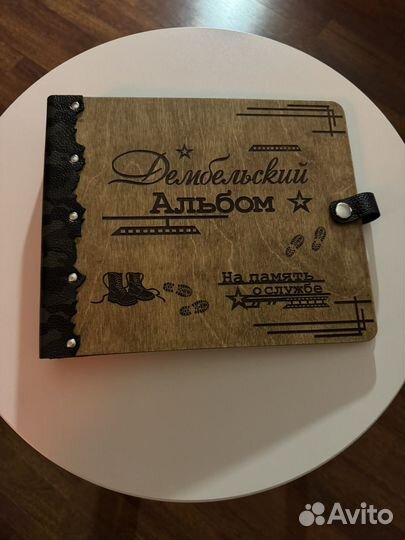 Дембельский
Альбом
На память
о службе
Avito